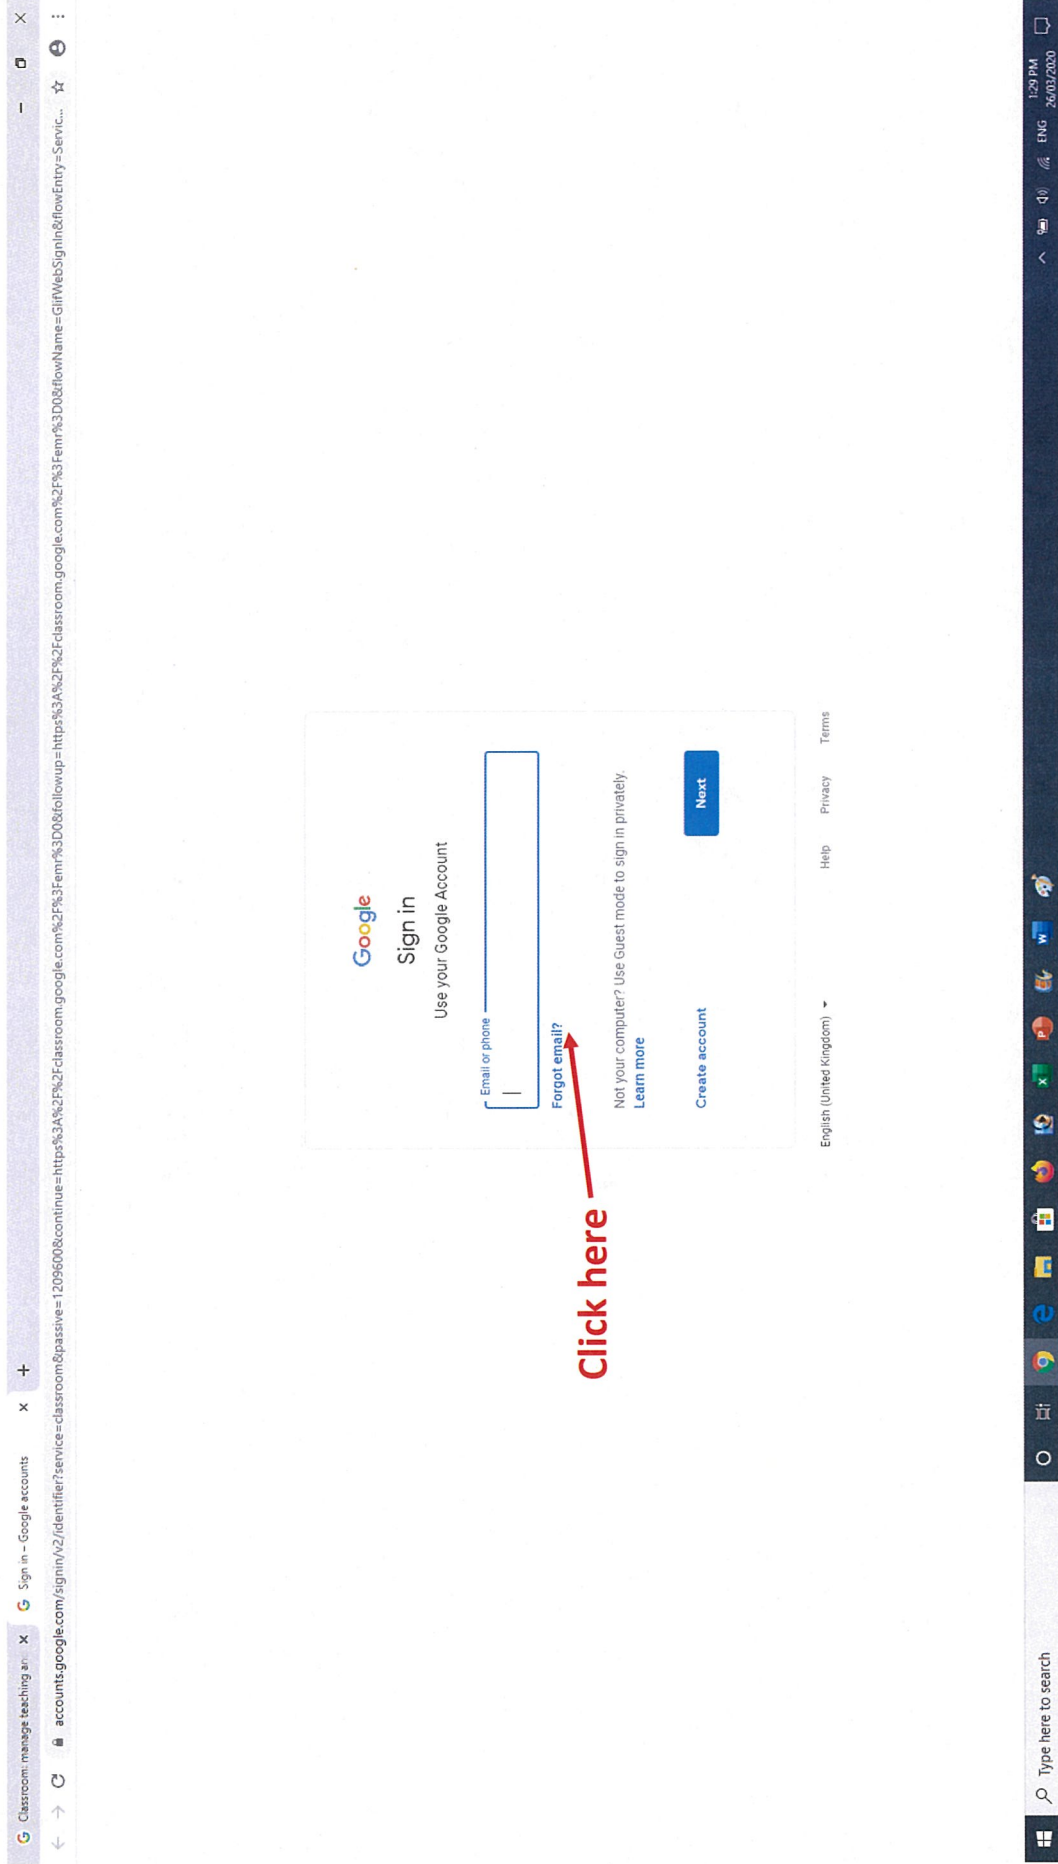 Classroom: manage teaching an
Sign in – Google accounts
accounts.google.com/signin/v2/identifier?service=classroom&passive=1209600&continue=https%3A%2F%2Fclassroom.google.com%2F%3Femr%3D0&followup=https%3A%2F%2Fclassroom.google.com%2F%3Femr%3D0&flowName=GlifWebSignIn&flowEntry=Servic...
Google
Sign in
Use your Google Account
Email or phone
Forgot email?
Click here
Not your computer? Use Guest mode to sign in privately.
Learn more
Create account
Next
English (United Kingdom)
Help
Privacy
Terms
Type here to search
ENG
1:29 PM
26/03/2020